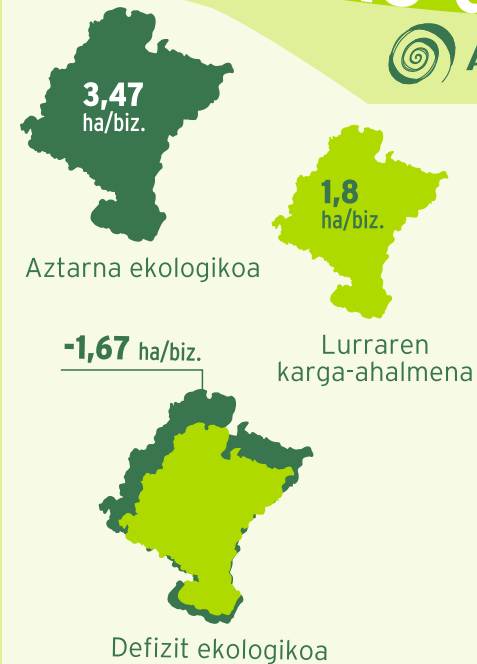 3,47
ha/biz.
Aztarna ekologikoa
1,8
ha/biz.
Lurraren
karga-ahalmena
-1,67 ha/biz.
Defizit ekologikoa